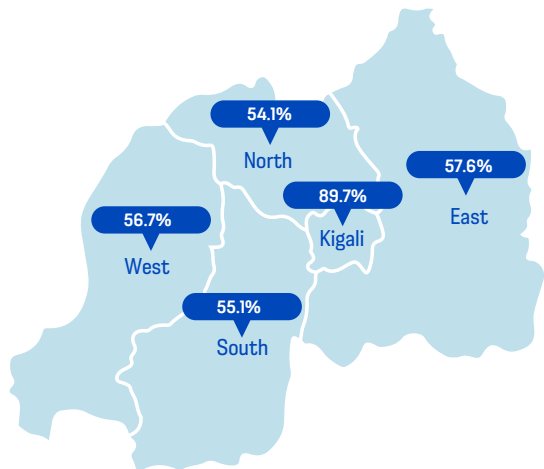 54.1%
North
57.6%
East
89.7%
Kigali
56.7%
West
55.1%
South